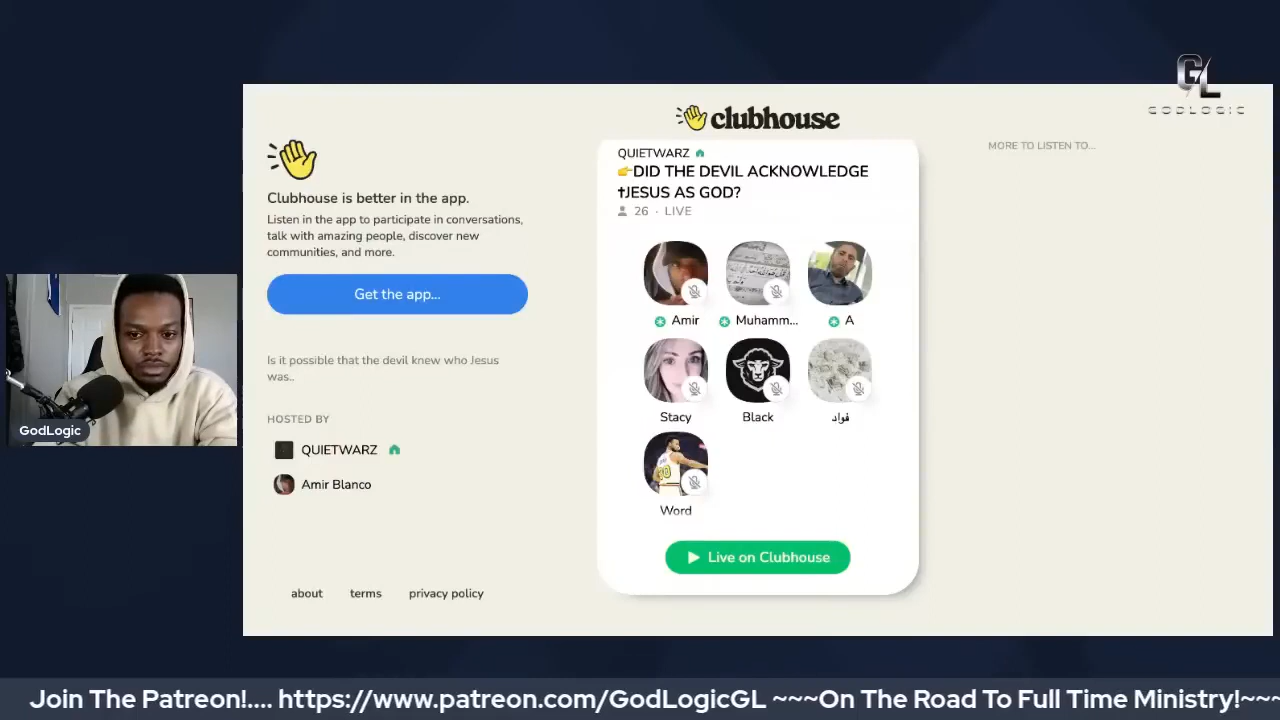 GL
GODLOGIC
clubhouse
MORE TO LISTEN TO...
QUIETWARZ
👉DID THE DEVIL ACKNOWLEDGE
✝JESUS AS GOD?
26 · LIVE
Clubhouse is better in the app.
Listen in the app to participate in conversations,
talk with amazing people, discover new
communities, and more.
Get the app...
Is it possible that the devil knew who Jesus
was..
HOSTED BY
QUIETWARZ
Amir Blanco
about terms privacy policy
Amir Muhamm... A
Stacy Black فواد
Word
Live on Clubhouse
GodLogic
Join The Patreon!.... https://www.patreon.com/GodLogicGL ~~~On The Road To Full Time Ministry!~~~